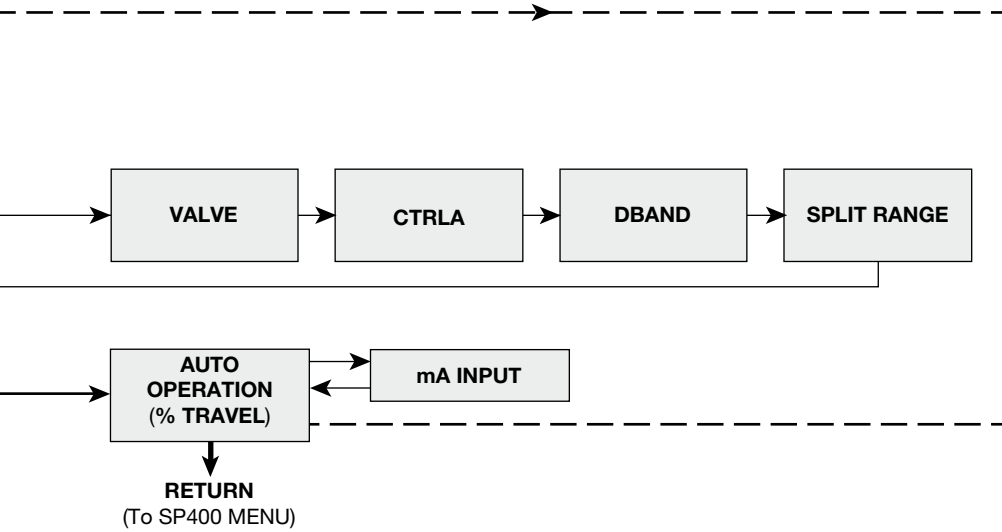 VALVE
CTRLA
DBAND
SPLIT RANGE
AUTO
OPERATION
(% TRAVEL)
mA INPUT
RETURN
(To SP400 MENU)